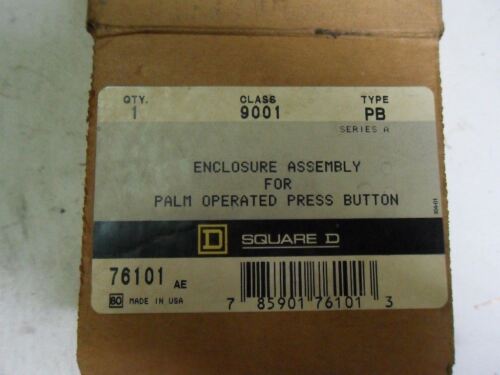 QTY. CLASS TYPE
1 9001 PB
SERIES A
ENCLOSURE ASSEMBLY
FOR
PALM OPERATED PRESS BUTTON
D SQUARE D
76101 AE
80 MADE IN USA
7 85901 76101 3